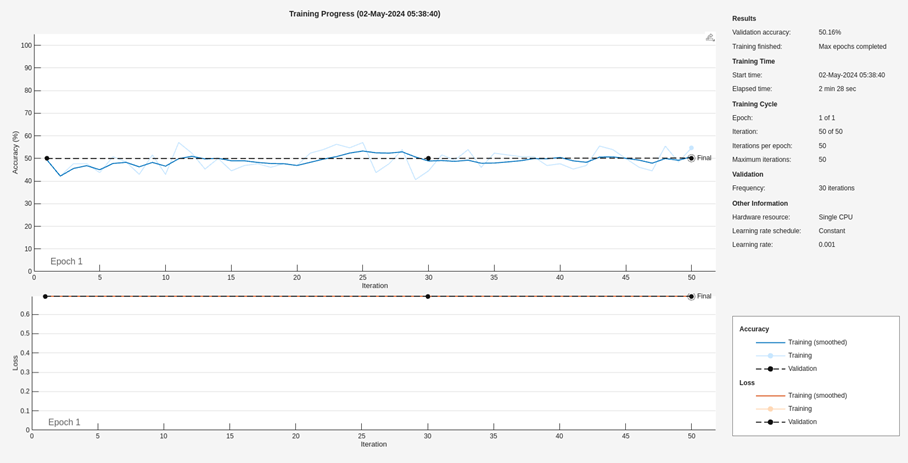 Training Progress (02-May-2024 05:38:40)
100
90
80
70
60
50
40
30
20
10
0
Accuracy (%)
Final
Epoch 1
0 5 10 15 20 25 30 35 40 45 50
Iteration
0.6
0.5
0.4
0.3
0.2
0.1
0
Loss
Final
Epoch 1
0 5 10 15 20 25 30 35 40 45 50
Iteration
Results
Validation accuracy: 50.16%
Training finished: Max epochs completed
Training Time
Start time: 02-May-2024 05:38:40
Elapsed time: 2 min 28 sec
Training Cycle
Epoch: 1 of 1
Iteration: 50 of 50
Iterations per epoch: 50
Maximum iterations: 50
Validation
Frequency: 30 iterations
Other Information
Hardware resource: Single CPU
Learning rate schedule: Constant
Learning rate: 0.001
Accuracy
Training (smoothed)
Training
Validation
Loss
Training (smoothed)
Training
Validation